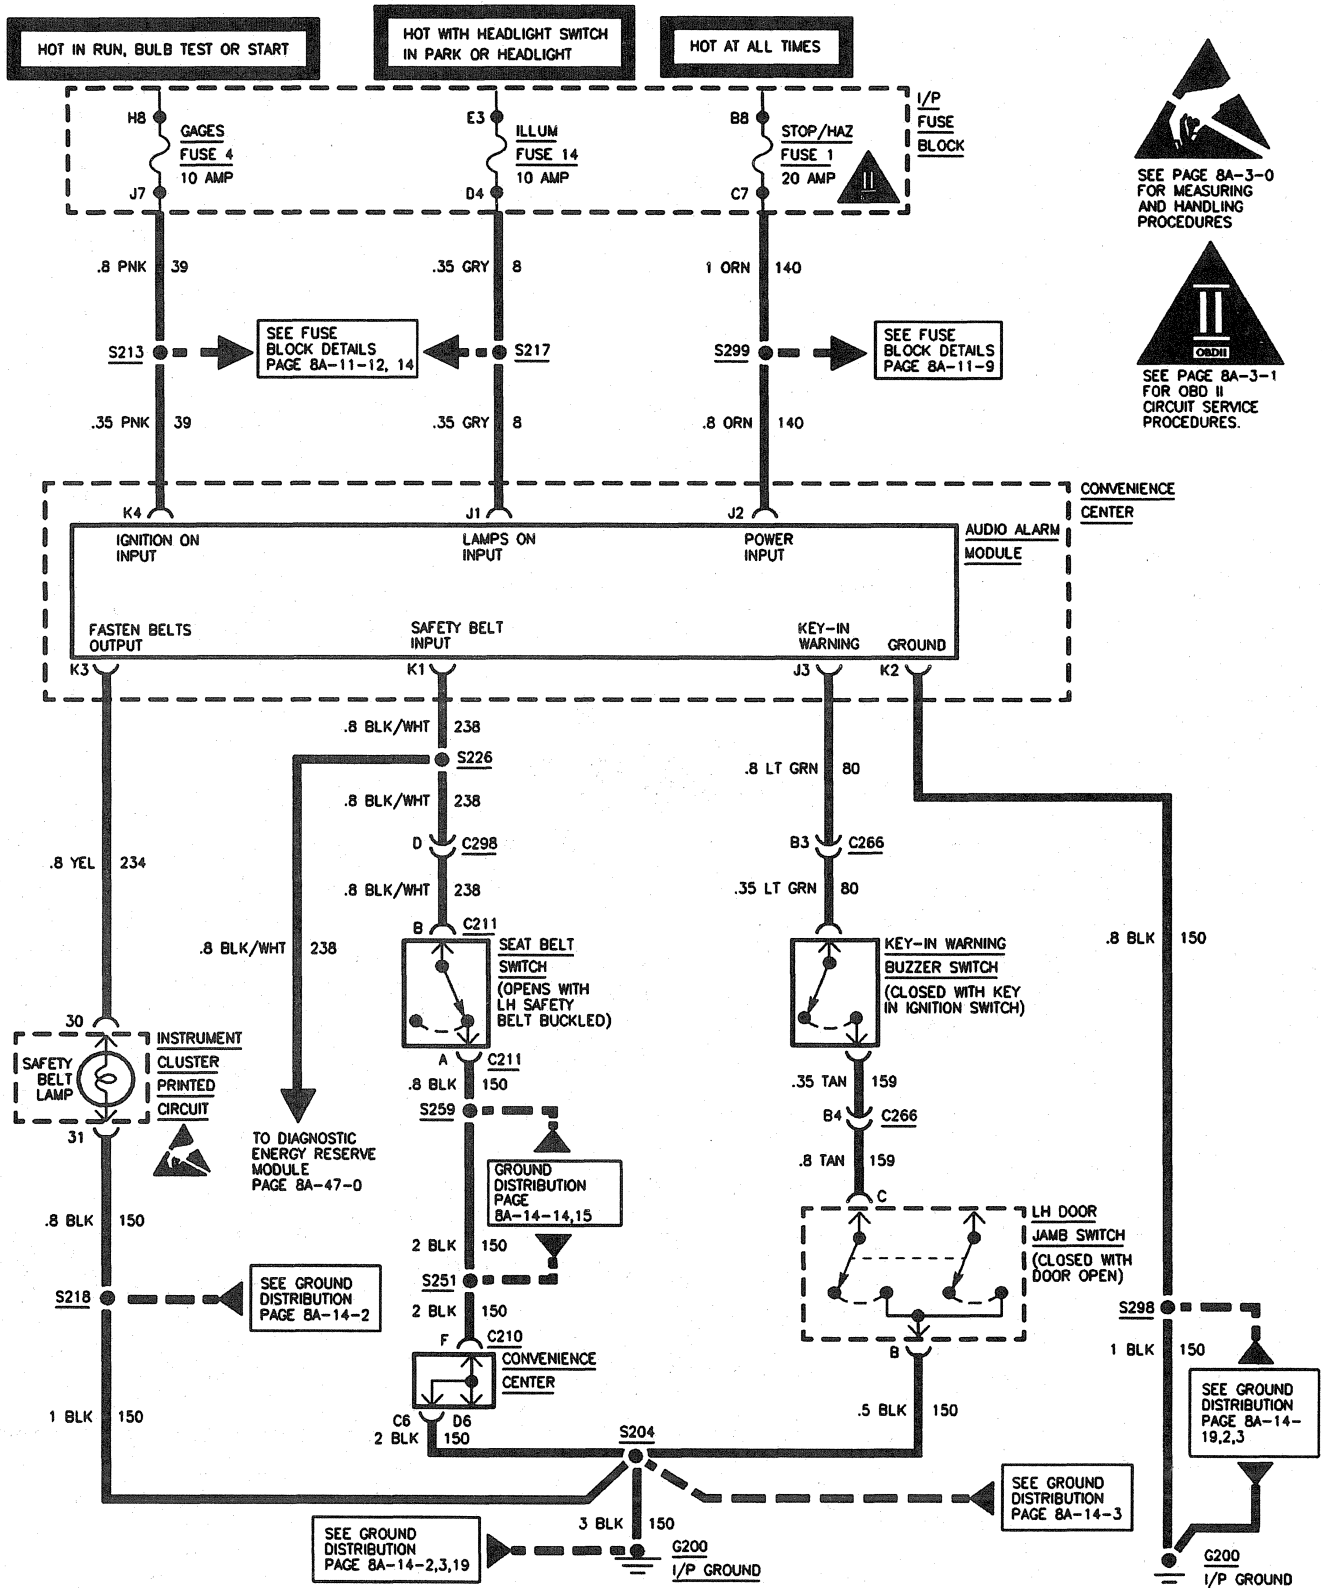 HOT IN RUN, BULB TEST OR START
HOT WITH HEADLIGHT SWITCH
IN PARK OR HEADLIGHT
HOT AT ALL TIMES
I/P
FUSE
BLOCK
H8
GAGES
FUSE 4
10 AMP
J7
E3
ILLUM
FUSE 14
10 AMP
D4
B8
STOP/HAZ
FUSE 1
20 AMP
C7
II
SEE PAGE 8A-3-0
FOR MEASURING
AND HANDLING
PROCEDURES
II
OBDII
SEE PAGE 8A-3-1
FOR OBD II
CIRCUIT SERVICE
PROCEDURES.
.8 PNK 39
.35 GRY 8
1 ORN 140
S213
SEE FUSE
BLOCK DETAILS
PAGE 8A-11-12, 14
S217
S299
SEE FUSE
BLOCK DETAILS
PAGE 8A-11-9
.35 PNK 39
.35 GRY 8
.8 ORN 140
CONVENIENCE
CENTER
K4
J1
J2
AUDIO ALARM
MODULE
IGNITION ON
INPUT
LAMPS ON
INPUT
POWER
INPUT
FASTEN BELTS
OUTPUT
SAFETY BELT
INPUT
KEY-IN
WARNING
GROUND
K3
K1
J3
K2
.8 BLK/WHT 238
S226
.8 LT GRN 80
.8 BLK/WHT 238
D C298
B3 C266
.8 YEL 234
.8 BLK/WHT 238
.35 LT GRN 80
B C211
.8 BLK/WHT 238
.8 BLK 150
SEAT BELT
SWITCH
(OPENS WITH
LH SAFETY
BELT BUCKLED)
KEY-IN WARNING
BUZZER SWITCH
(CLOSED WITH KEY
IN IGNITION SWITCH)
30
SAFETY
BELT
LAMP
INSTRUMENT
CLUSTER
PRINTED
CIRCUIT
31
A C211
.8 BLK 150
S259
.35 TAN 159
B4 C266
.8 TAN 159
C
TO DIAGNOSTIC
ENERGY RESERVE
MODULE
PAGE 8A-47-0
GROUND
DISTRIBUTION
PAGE
8A-14-14,15
LH DOOR
JAMB SWITCH
(CLOSED WITH
DOOR OPEN)
.8 BLK 150
2 BLK 150
S251
2 BLK 150
S218
SEE GROUND
DISTRIBUTION
PAGE 8A-14-2
F C210
CONVENIENCE
CENTER
B
S298
1 BLK 150
SEE GROUND
DISTRIBUTION
PAGE 8A-14-
19,2,3
C6 D6
2 BLK 150
1 BLK 150
.5 BLK 150
S204
SEE GROUND
DISTRIBUTION
PAGE 8A-14-3
3 BLK 150
SEE GROUND
DISTRIBUTION
PAGE 8A-14-2,3,19
G200
I/P GROUND
G200
I/P GROUND